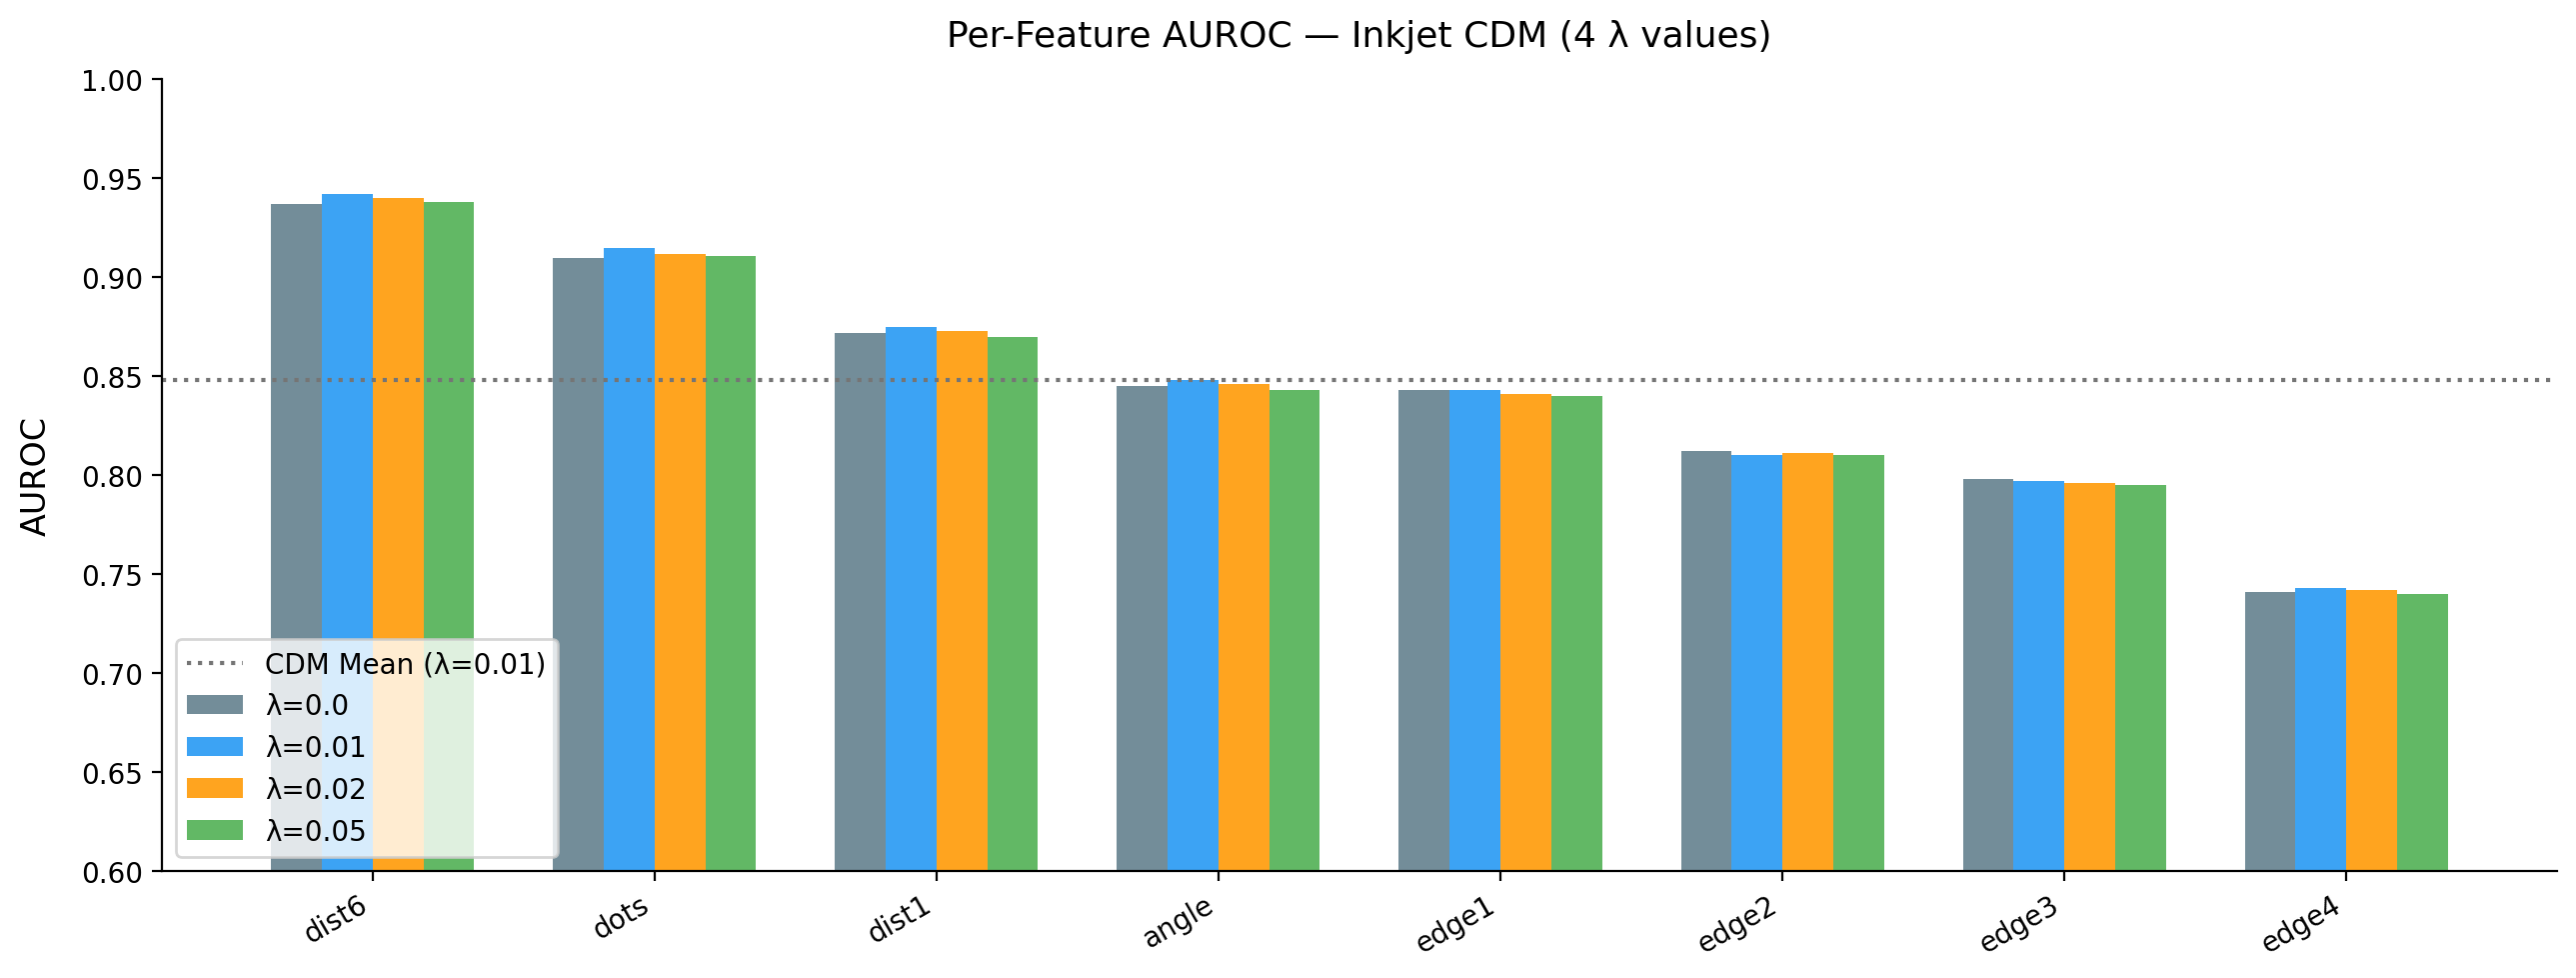 Per-Feature AUROC — Inkjet CDM (4 λ values)
1.00
0.95
0.90
0.85
0.80
0.75
0.70
0.65
0.60
AUROC
CDM Mean (λ=0.01)
λ=0.0
λ=0.01
λ=0.02
λ=0.05
dist6
dots
dist1
angle
edge1
edge2
edge3
edge4